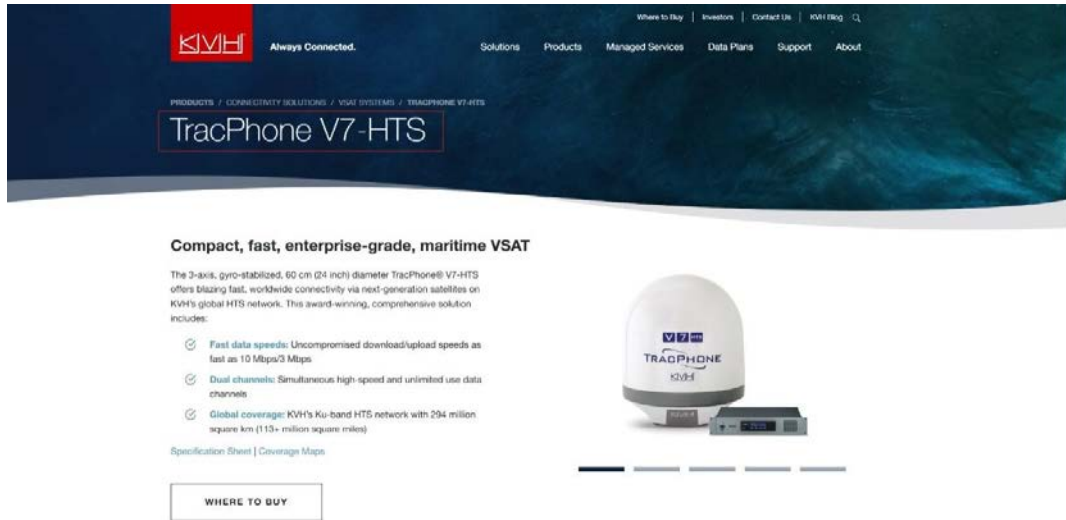 Where to Buy | Investors | Contact Us | KVH Blog
KVH
Always Connected.
Solutions Products Managed Services Data Plans Support About
PRODUCTS / CONNECTIVITY SOLUTIONS / VSAT SYSTEMS / TRACPHONE V7-HTS
TracPhone V7-HTS
Compact, fast, enterprise-grade, maritime VSAT
The 3-axis, gyro-stabilized, 60 cm (24 inch) diameter TracPhone® V7-HTS
offers blazing fast, worldwide connectivity via next-generation satellites on
KVH's global HTS network. This award-winning, comprehensive solution
includes:
Fast data speeds: Uncompromised download/upload speeds as
fast as 10 Mbps/3 Mbps
Dual channels: Simultaneous high-speed and unlimited use data
channels
Global coverage: KVH's Ku-band HTS network with 294 million
square km (113+ million square miles)
Specification Sheet | Coverage Maps
V7 HTS
TRACPHONE
KVH
WHERE TO BUY